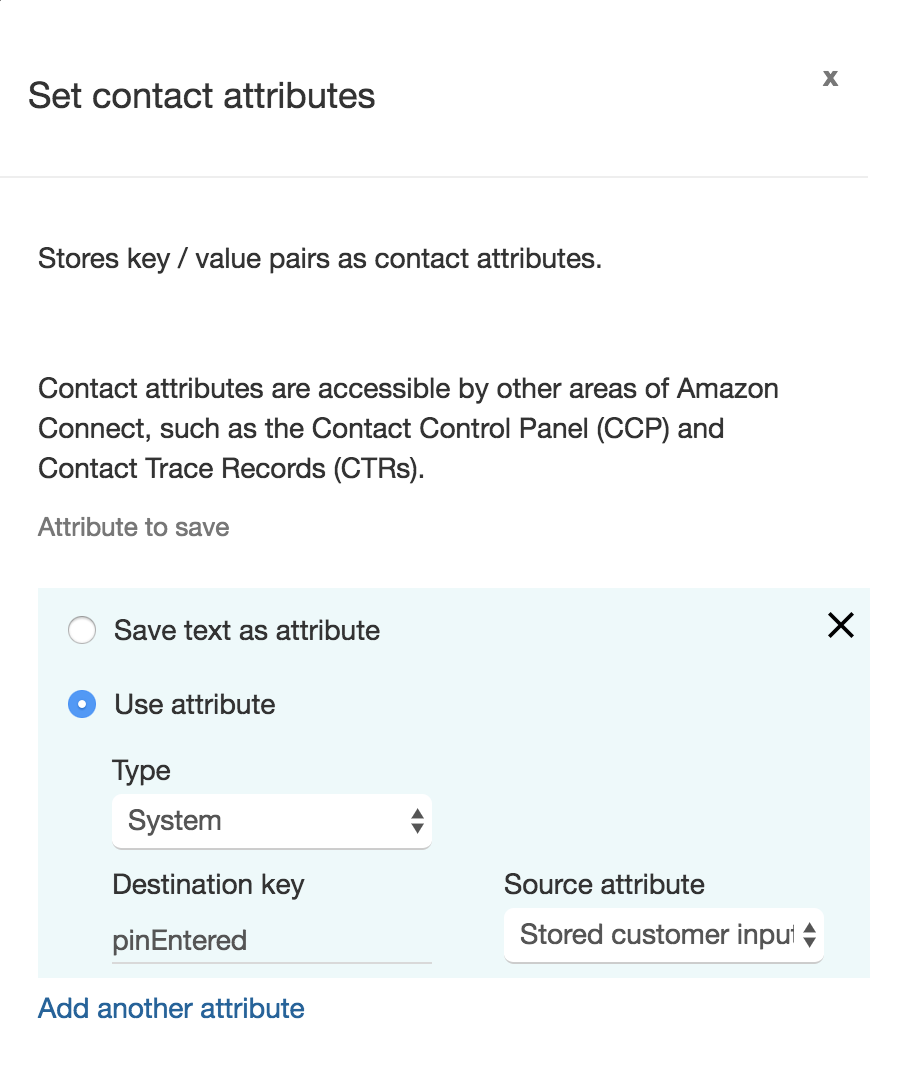 Set contact attributes
x
Stores key / value pairs as contact attributes.
Contact attributes are accessible by other areas of Amazon
Connect, such as the Contact Control Panel (CCP) and
Contact Trace Records (CTRs).
Attribute to save
Save text as attribute
Use attribute
Type
System
Destination key
Source attribute
pinEntered
Stored customer input
Add another attribute